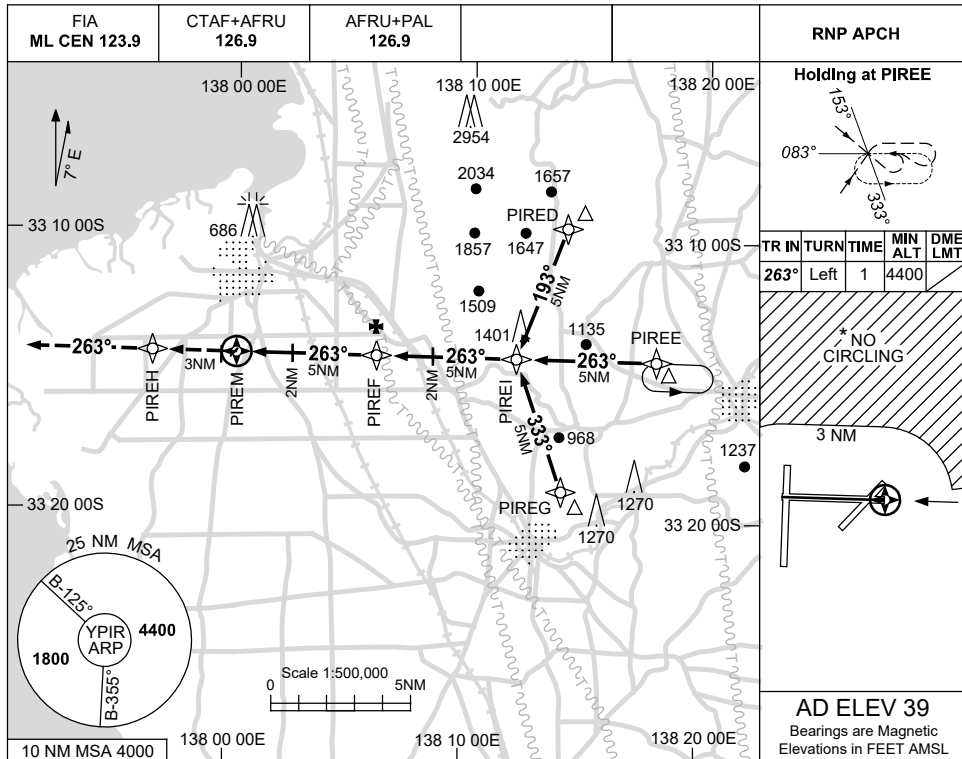 FIA
ML CEN 123.9
CTAF+AFRU
126.9
AFRU+PAL
126.9
RNP APCH
138 00 00E
138 10 00E
138 20 00E
7° E
2954
2034
1657
686
33 10 00S
PIRED
33 10 00S
1857
1647
193°
5NM
1509
1401
1135
PIREE
263°
3NM
2NM
263°
5NM
2NM
263°
5NM
263°
5NM
PIREH
PIREM
PIREF
PIREI
333°
5NM
968
1237
33 20 00S
PIREG
1270
1270
33 20 00S
25 NM MSA
B-125°
YPIR
ARP
4400
1800
B-355°
Scale 1:500,000
0
5NM
10 NM MSA 4000
138 00 00E
138 10 00E
138 20 00E
Holding at PIREE
153°
083°
333°
TR IN TURN TIME MIN ALT DME LMT
263° Left 1 4400
*NO
CIRCLING
3 NM
AD ELEV 39
Bearings are Magnetic
Elevations in FEET AMSL